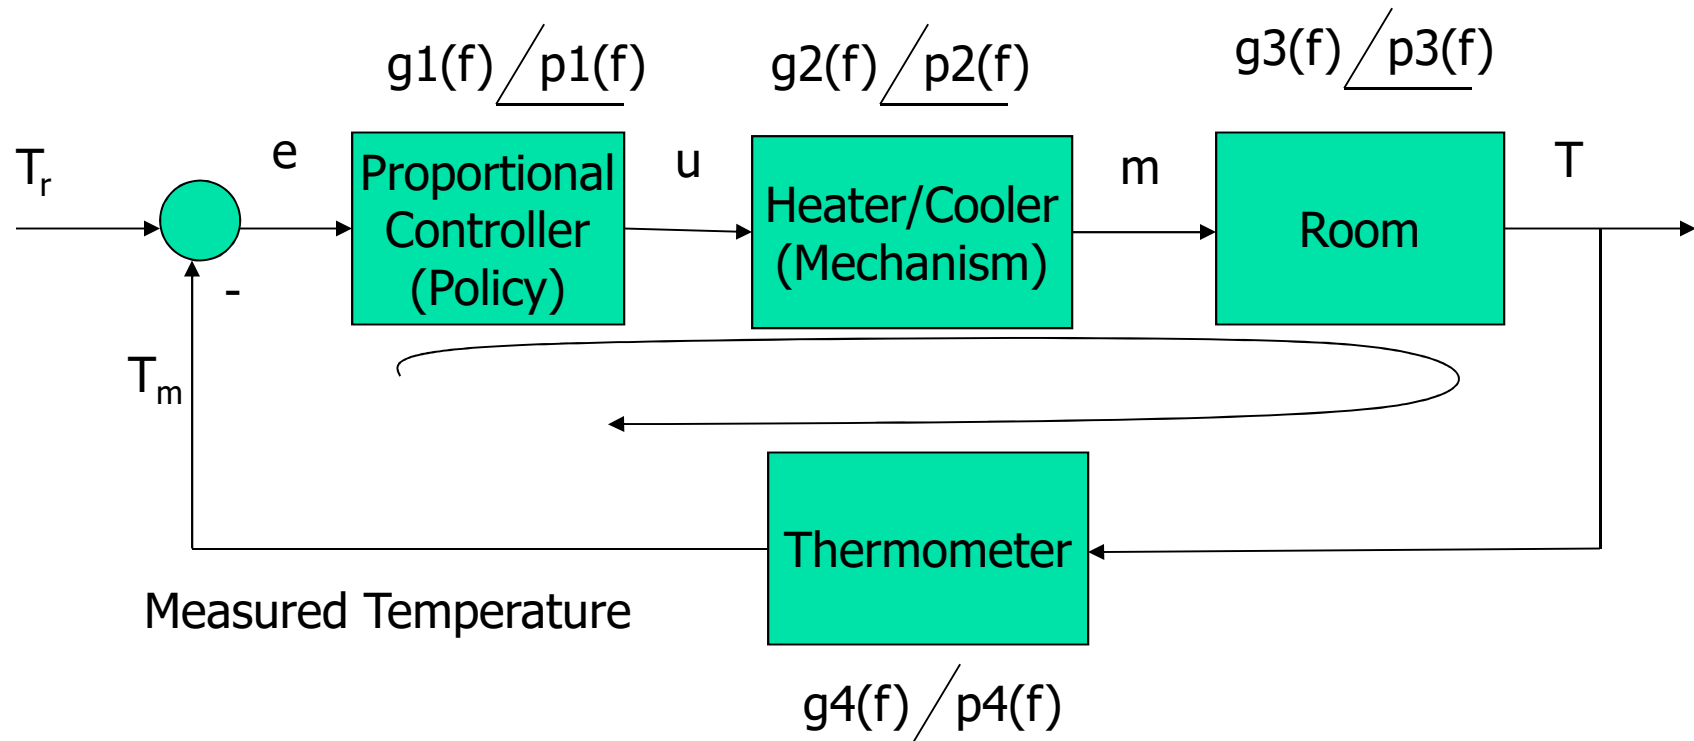 g1(f) p1(f)
g2(f) p2(f)
g3(f) p3(f)
Tr
e
Proportional
Controller
(Policy)
u
Heater/Cooler
(Mechanism)
m
Room
T
-
Tm
Thermometer
Measured Temperature
g4(f) p4(f)